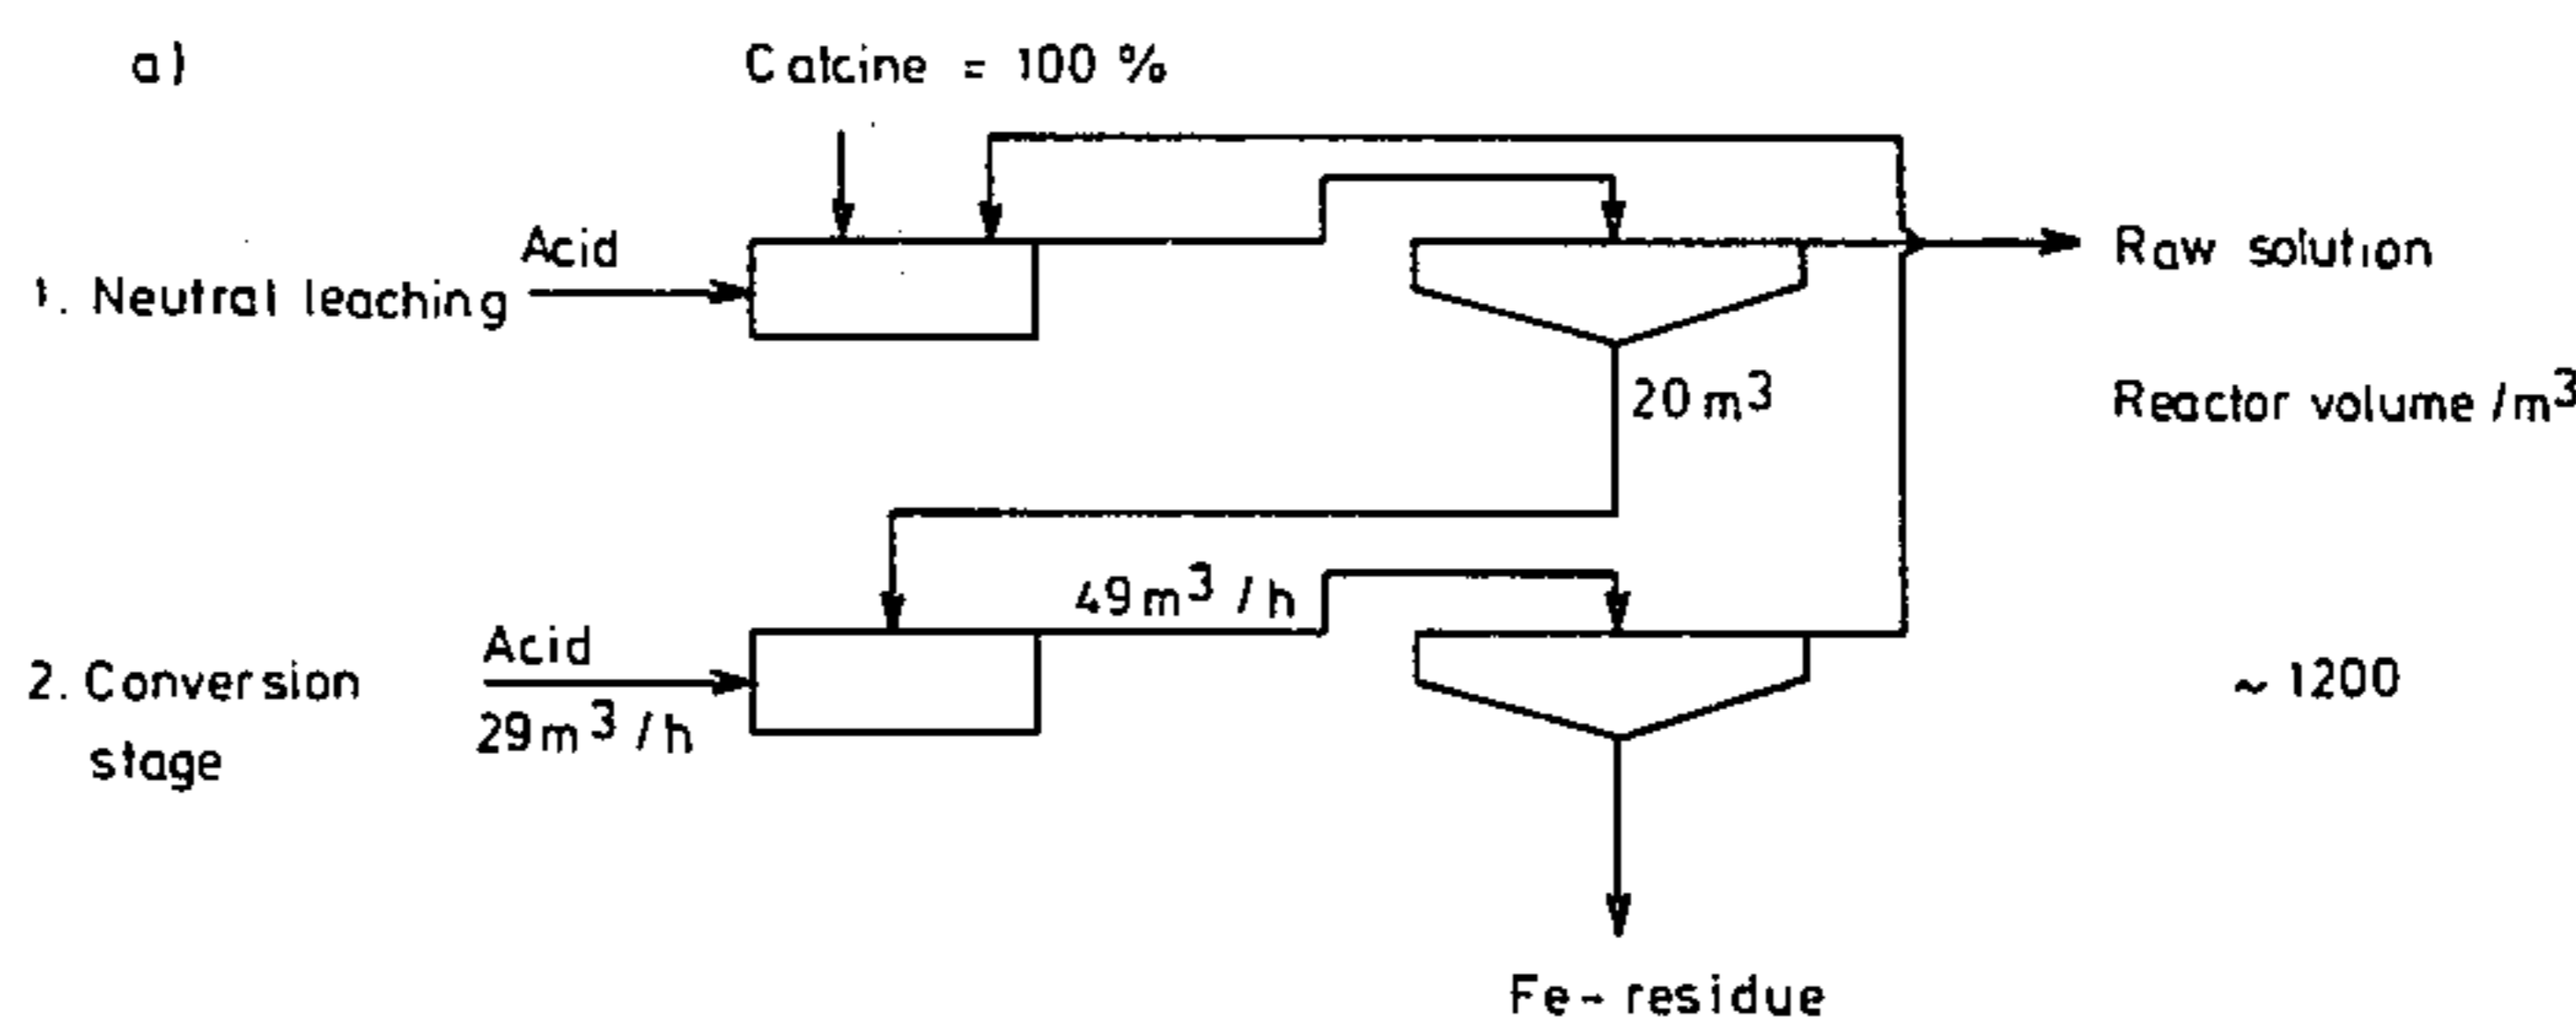 a)
Calcine = 100 %
Acid
1. Neutral leaching
Raw solution
20 m³
Reactor volume /m³
49 m³ / h
Acid
2. Conversion
~ 1200
29 m³ / h
stage
Fe - residue